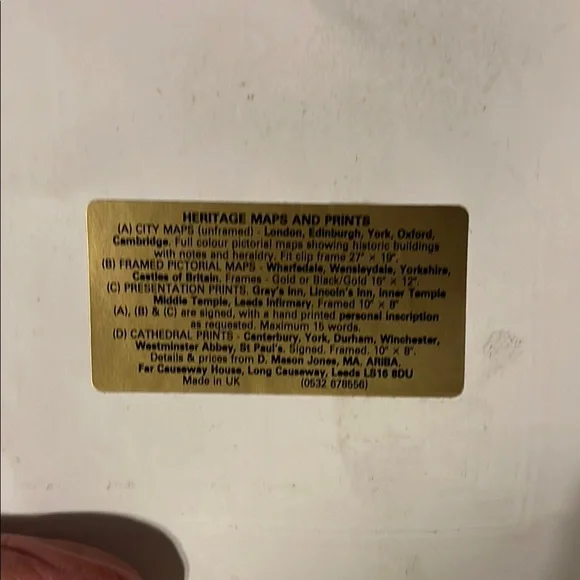 HERITAGE MAPS AND PRINTS
(A) CITY MAPS (unframed) - London, Edinburgh, York, Oxford,
Cambridge. Full colour pictorial maps showing historic buildings
with notes and heraldry. Fit clip frame 27" × 19".
(B) FRAMED PICTORIAL MAPS - Wharfedale, Wensleydale, Yorkshire,
Castles of Britain. Frames - Gold or Black/Gold 16" × 12".
(C) PRESENTATION PRINTS. Gray's Inn, Lincoln's Inn, Inner Temple
Middle Temple, Leeds Infirmary. Framed 10" × 8"
(A), (B) & (C) are signed, with a hand printed personal inscription
as requested. Maximum 15 words.
(D) CATHEDRAL PRINTS - Canterbury, York, Durham, Winchester,
Westminster Abbey, St Paul's. Signed. Framed. 10" × 8".
Details & prices from D. Mason Jones, MA. ARIBA,
Far Causeway House, Long Causeway, Leeds LS16 8DU
Made in UK (0532 678556)